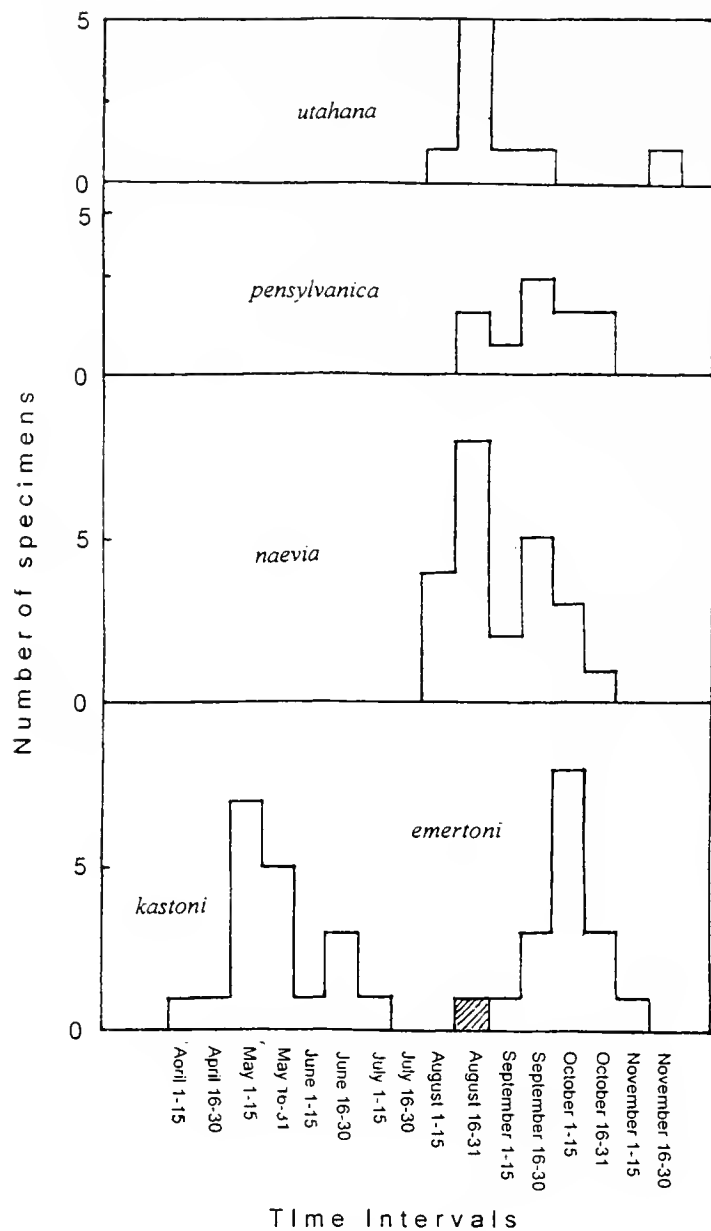 5
utahana
0
5
pensylvanica
0
Number of specimens
5
naevia
0
emertoni
5
kastoni
0
Aoril 1-15
April 16-30
May 1-15
May 16-31
June 1-15
June 16-30
July 1-15
July 16-30
August 1-15
August 16-31
September 1-15
September 16-30
October 1-15
October 16-31
November 1-15
November 16-30
TIme Intervals